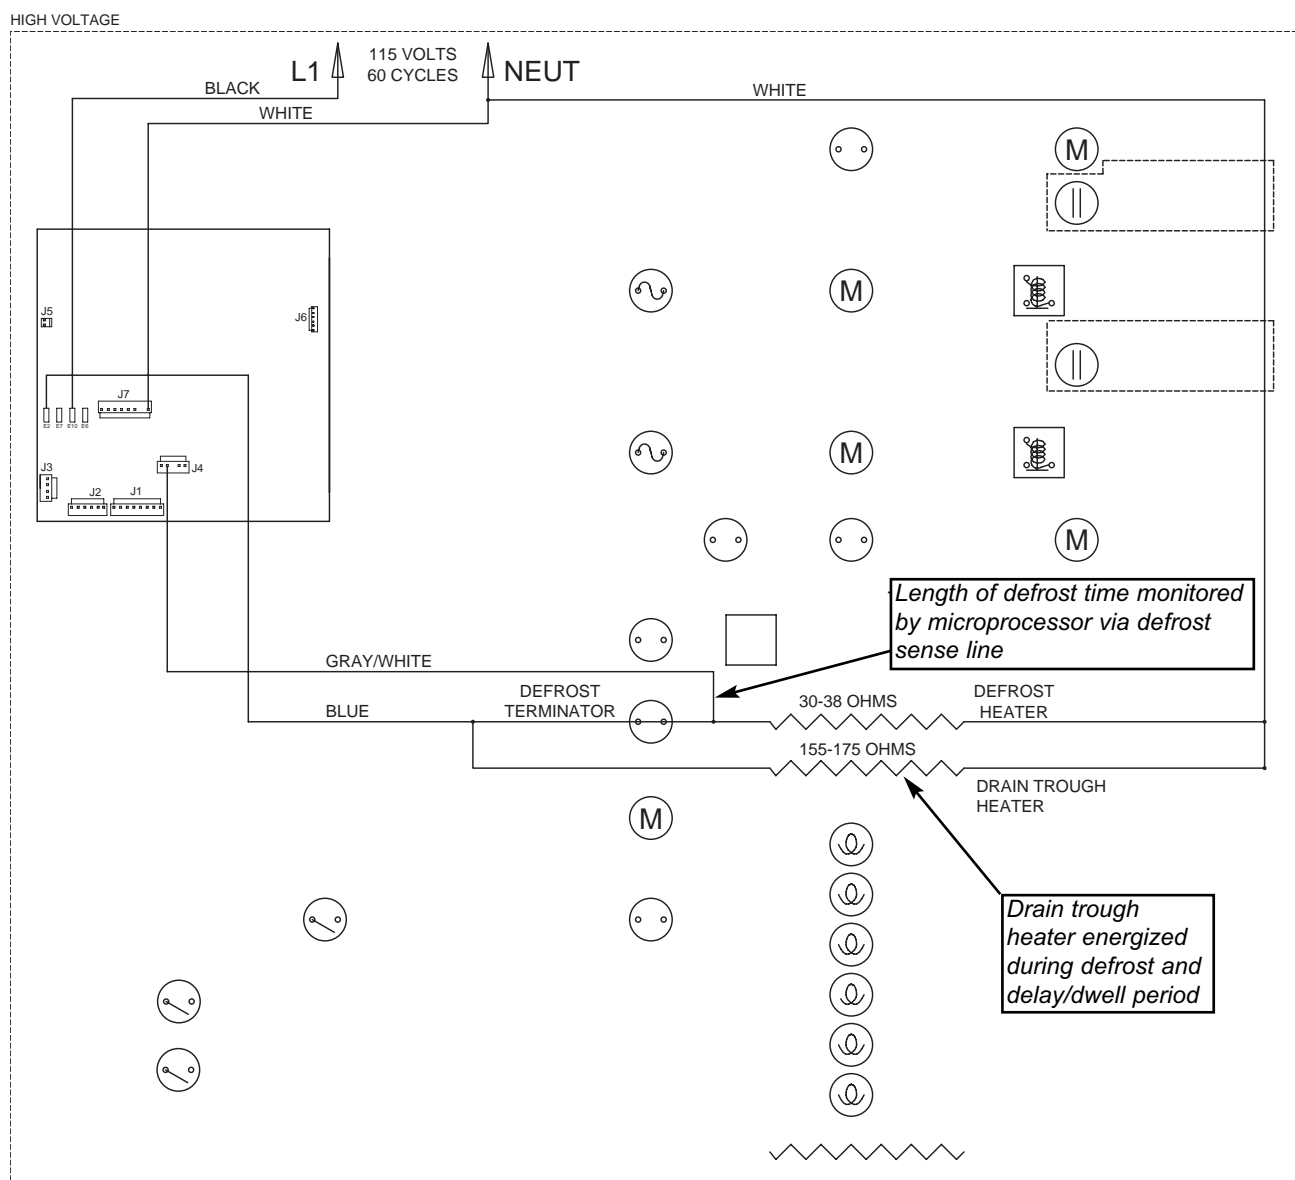 HIGH VOLTAGE
L1
115 VOLTS
60 CYCLES
NEUT
BLACK
WHITE
WHITE
M
J5
J6
M
J7
E2 E7 E10 E6
J3
J4
M
J2
J1
M
Length of defrost time monitored
by microprocessor via defrost
sense line
GRAY/WHITE
DEFROST
TERMINATOR
BLUE
30-38 OHMS
DEFROST
HEATER
155-175 OHMS
DRAIN TROUGH
HEATER
M
Drain trough
heater energized
during defrost and
delay/dwell period